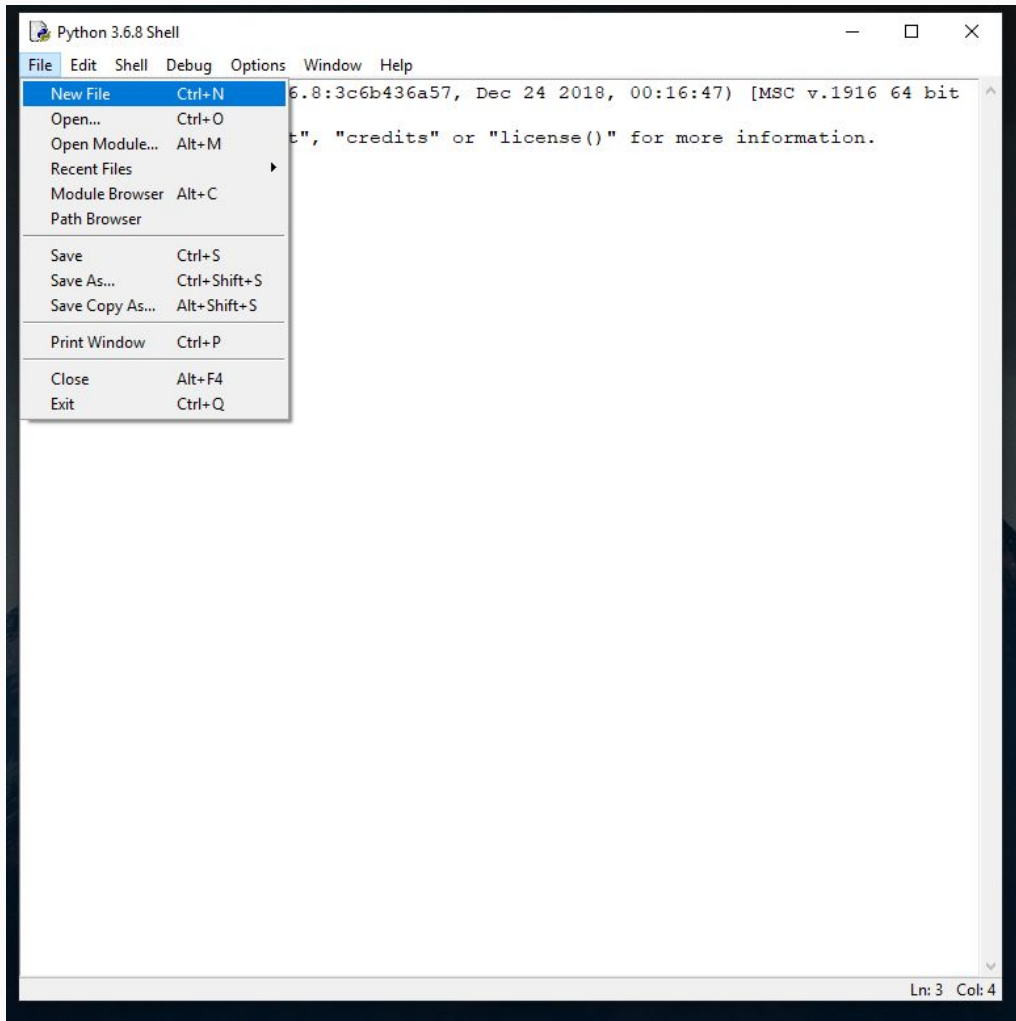 Python 3.6.8 Shell
File Edit Shell Debug Options Window Help
New File Ctrl+N
Open... Ctrl+O
Open Module... Alt+M
Recent Files
Module Browser Alt+C
Path Browser
Save Ctrl+S
Save As... Ctrl+Shift+S
Save Copy As... Alt+Shift+S
Print Window Ctrl+P
Close Alt+F4
Exit Ctrl+Q
6.8:3c6b436a57, Dec 24 2018, 00:16:47) [MSC v.1916 64 bit
t", "credits" or "license()" for more information.
Ln: 3 Col: 4